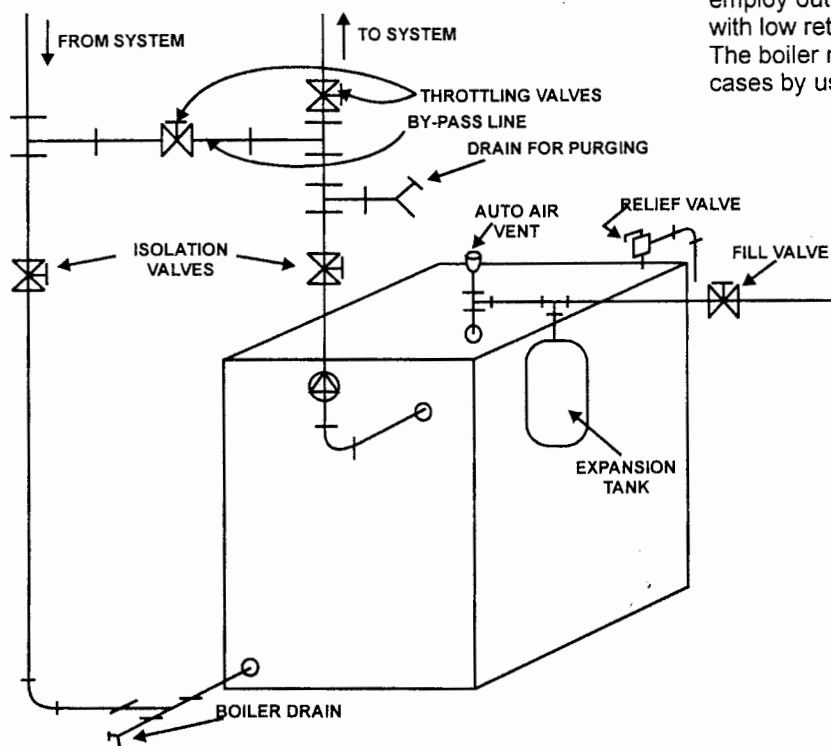 employ out
with low ret
The boiler
cases by us
FROM SYSTEM
TO SYSTEM
THROTTLING VALVES
BY-PASS LINE
DRAIN FOR PURGING
AUTO AIR
VENT
RELIEF VALVE
FILL VALVE
ISOLATION
VALVES
EXPANSION
TANK
BOILER DRAIN